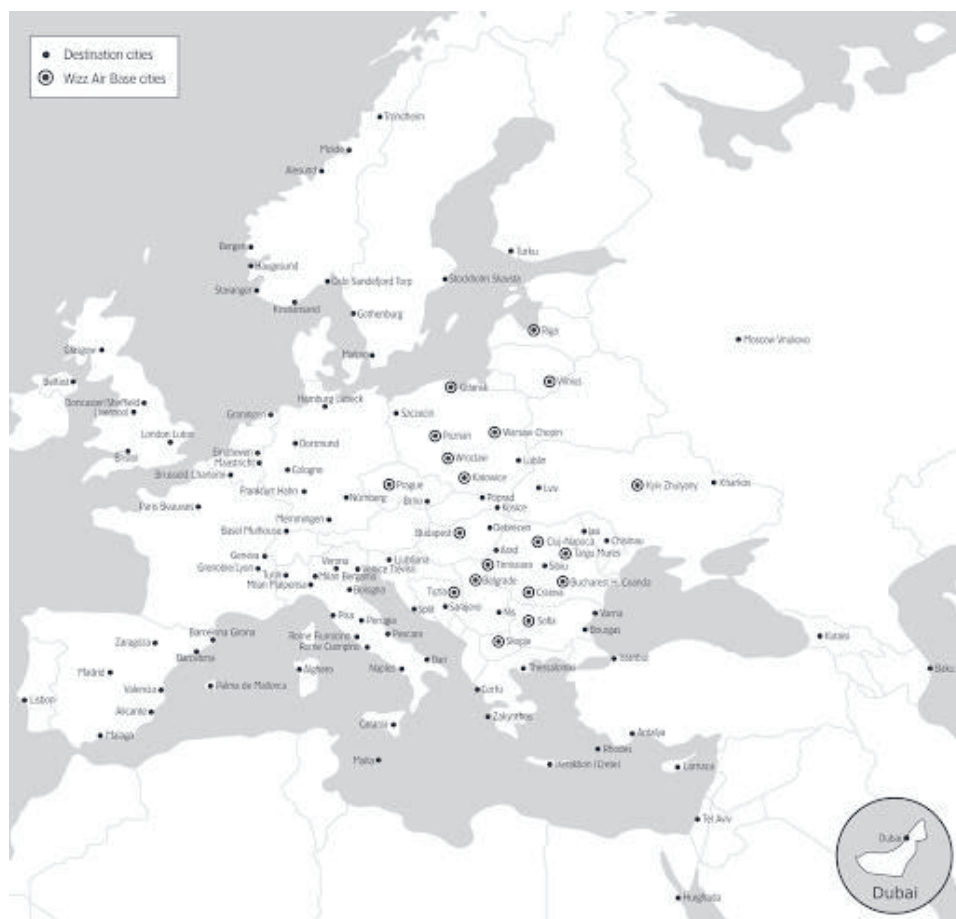 Destination cities
Wizz Air Base cities
Trondheim
Molde
Alesund
Bergen
Haugesund
Stavanger
Kristiansand
Oslo Sandefjord Torp
Stockholm Skavsta
Turku
Gothenburg
Malmo
Riga
Vilnius
Moscow Vnukovo
Glasgow
Belfast
Doncaster/Sheffield
Liverpool
London Luton
Bristol
Groningen
Hamburg Lübeck
Gdansk
Szczecin
Poznan
Warsaw Chopin
Wroclaw
Lublin
Katowice
Dortmund
Eindhoven
Maastricht
Cologne
Brussels Charleroi
Frankfurt Hahn
Prague
Nürnberg
Brno
Poprad
Kosice
Lviv
Kyiv Zhulyany
Kharkov
Paris Beauvais
Memmingen
Basel Mulhouse
Budapest
Debrecen
Iasi
Chisinau
Cluj-Napoca
Targu Mures
Arad
Sibiu
Timisoara
Belgrade
Bucharest H. Coanda
Craiova
Tuzla
Geneva
Grenoble/Lyon
Turin
Milan Malpensa
Milan Bergamo
Verona
Venice Treviso
Ljubljana
Bologna
Split
Sarajevo
Nis
Sofia
Varna
Bourgas
Skopje
Istanbul
Kutaisi
Baku
Pisa
Perugia
Pescara
Rome Fiumicino
Rome Ciampino
Naples
Bari
Alghero
Thessaloniki
Corfu
Zakynthos
Catania
Malta
Barcelona Girona
Zaragoza
Barcelona
Madrid
Valencia
Palma de Mallorca
Alicante
Malaga
Lisbon
Antalya
Rhodes
Heraklion (Crete)
Larnaca
Tel Aviv
Hurghada
Dubai
Dubai